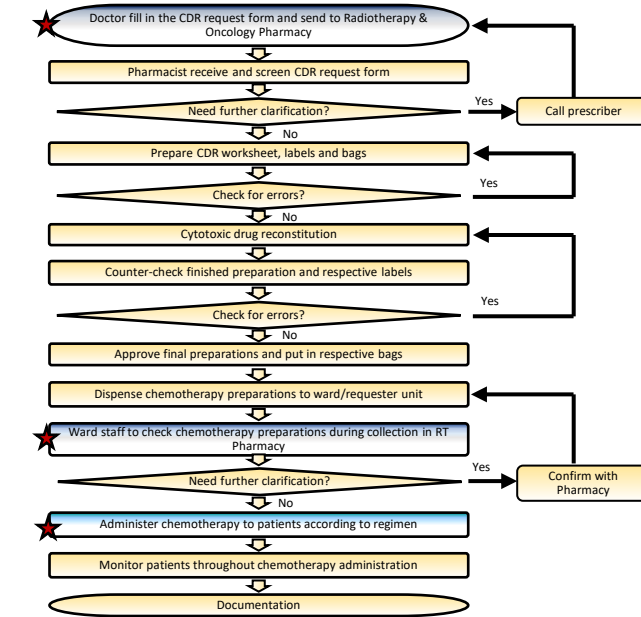 Doctor fill in the CDR request form and send to Radiotherapy &
Oncology Pharmacy
Pharmacist receive and screen CDR request form
Need further clarification?
Yes
Call prescriber
No
Prepare CDR worksheet, labels and bags
Check for errors?
Yes
No
Cytotoxic drug reconstitution
Counter-check finished preparation and respective labels
Check for errors?
Yes
No
Approve final preparations and put in respective bags
Dispense chemotherapy preparations to ward/requester unit
Ward staff to check chemotherapy preparations during collection in RT
Pharmacy
Need further clarification?
Yes
Confirm with
Pharmacy
No
Administer chemotherapy to patients according to regimen
Monitor patients throughout chemotherapy administration
Documentation